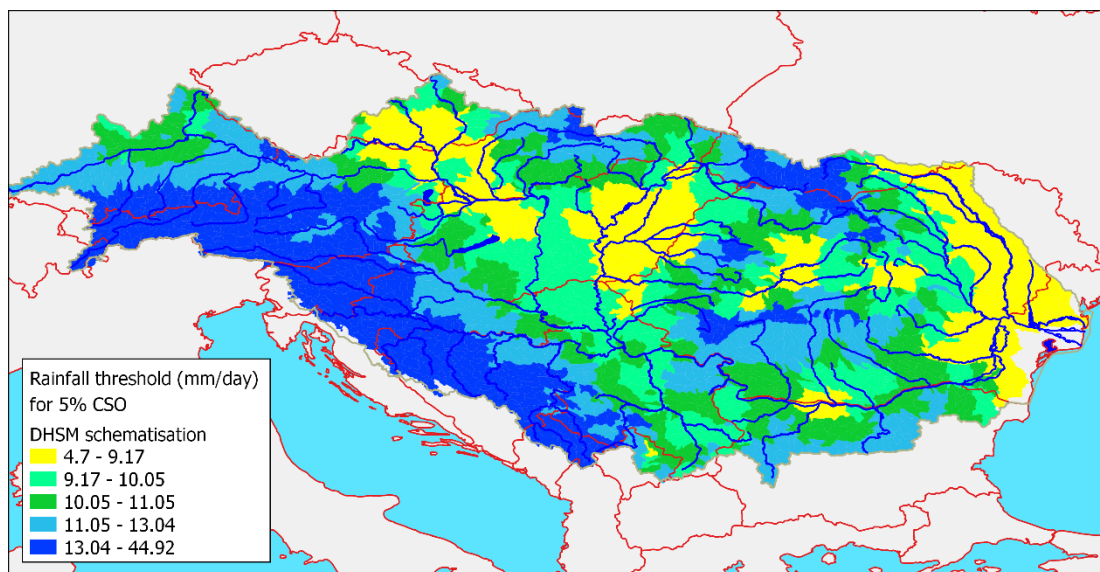 Rainfall threshold (mm/day)
for 5% CSO
DHSM schematisation
4.7 - 9.17
9.17 - 10.05
10.05 - 11.05
11.05 - 13.04
13.04 - 44.92